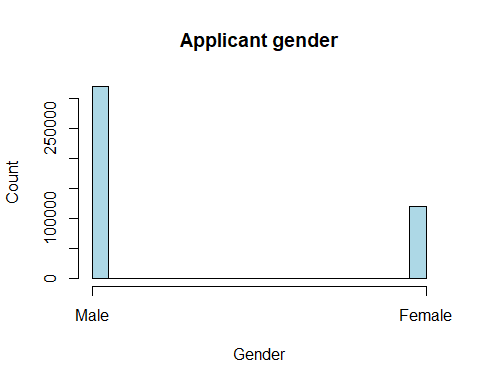 Applicant gender
250000
100000
0
Count
Male
Female
Gender